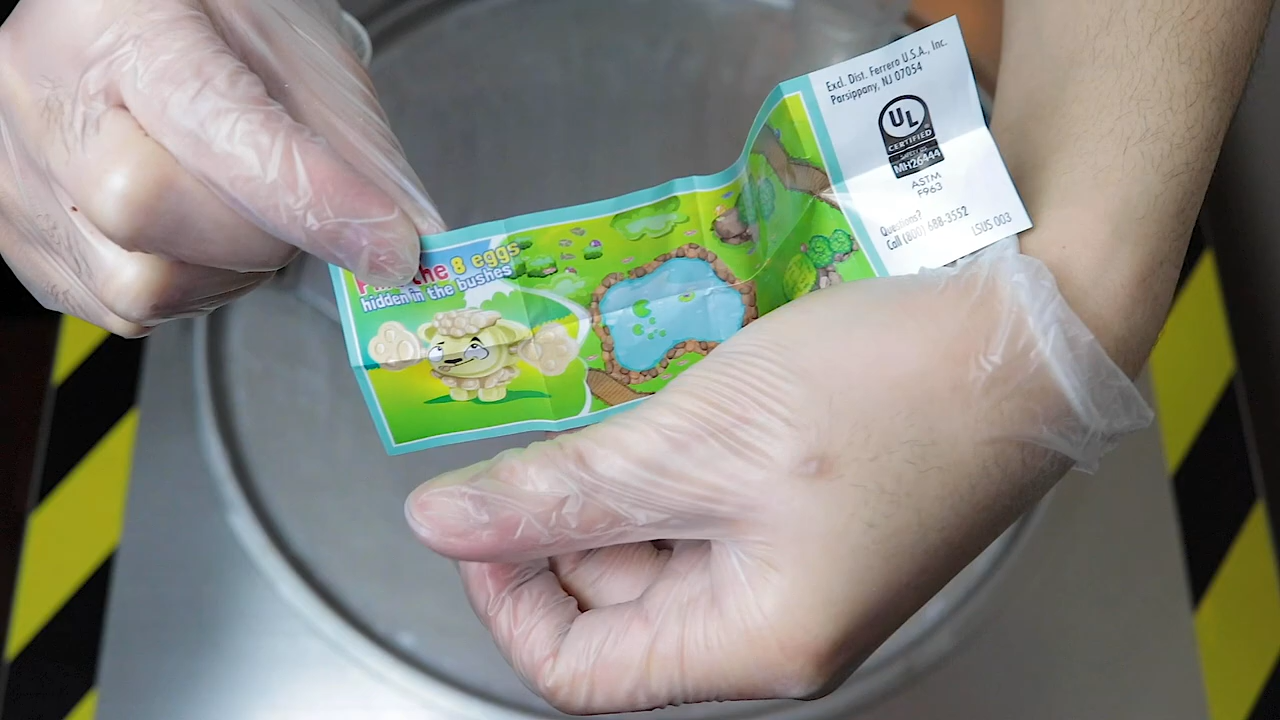 the 8 eggs
hidden in the bushes
Excl. Dist. Ferrero U.S.A., Inc.
Parsippany, NJ 07054
UL
CERTIFIED
MH26444
ASTM
F963
Questions?
Call (800) 688-3552
LSUS 003